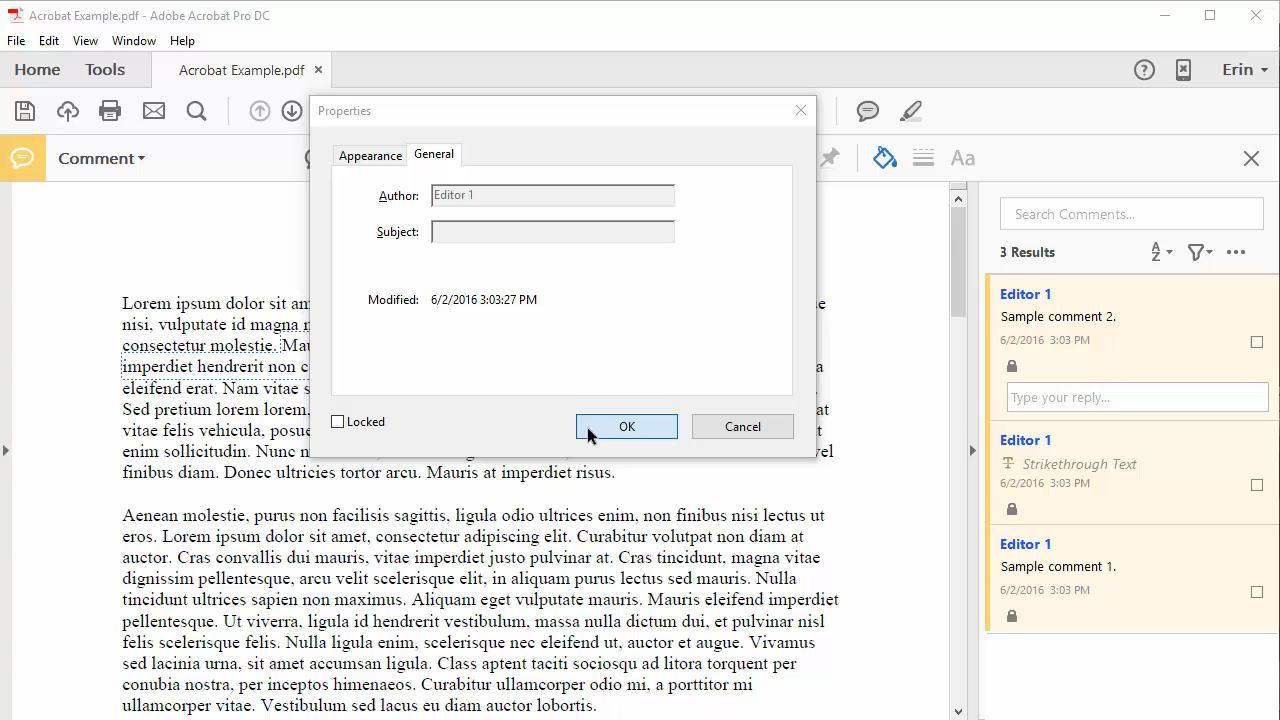 Acrobat Example.pdf - Adobe Acrobat Pro DC
File Edit View Window Help
Home Tools Acrobat Example.pdf × Erin
Comment
Aa
Properties
Appearance General
Author: Editor 1
Subject:
Modified: 6/2/2016 3:03:27 PM
Locked
OK Cancel
Lorem ipsum dolor sit
nisi, vulputate id magna
consectetur molestie.
imperdiet hendrerit non
eleifend erat. Nam vitae
Sed pretium lorem lorem,
vitae felis vehicula,
enim sollicitudin. Nunc
finibus diam. Donec ultricies tortor arcu. Mauris at imperdiet risus.
Aenean molestie, purus non facilisis sagittis, ligula odio ultrices enim, non finibus nisi lectus ut
eros. Lorem ipsum dolor sit amet, consectetur adipiscing elit. Curabitur volutpat non diam at
auctor. Cras convallis dui mauris, vitae imperdiet justo pulvinar at. Cras tincidunt, magna vitae
dignissim pellentesque, arcu velit scelerisque elit, in aliquam purus lectus sed mauris. Nulla
tincidunt ultrices sapien non maximus. Aliquam eget vulputate mauris. Mauris eleifend imperdiet
pellentesque. Ut viverra, ligula id hendrerit vestibulum, massa nulla dictum dui, et pulvinar nisl
felis scelerisque felis. Nulla ligula enim, scelerisque nec eleifend ut, auctor et augue. Vivamus
sed lacinia urna, sit amet accumsan ligula. Class aptent taciti sociosqu ad litora torquent per
conubia nostra, per inceptos himenaeos. Curabitur ullamcorper odio mi, a porttitor mi
ullamcorper vitae. Vestibulum sed lacus eu diam auctor lobortis.
Search Comments...
3 Results
Editor 1
Sample comment 2.
6/2/2016 3:03 PM
Type your reply...
Editor 1
Strikethrough Text
6/2/2016 3:03 PM
Editor 1
Sample comment 1.
6/2/2016 3:03 PM